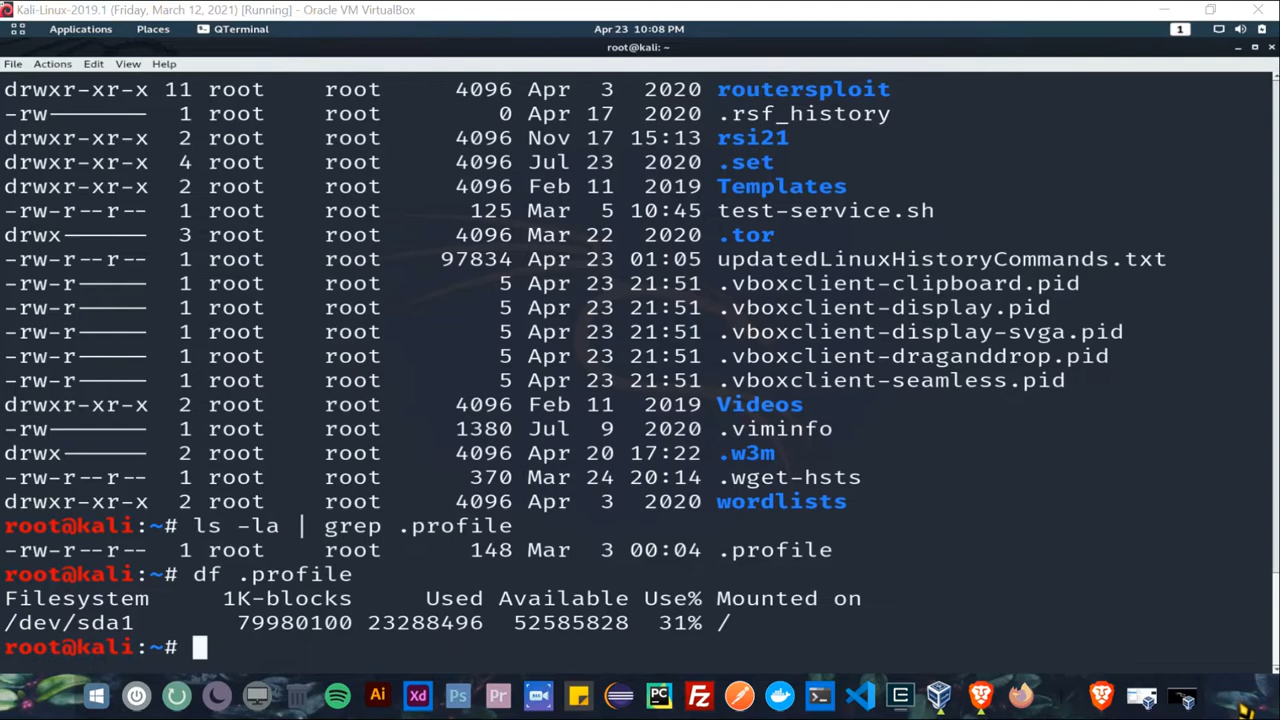 Kali-Linux-2019.1 (Friday, March 12, 2021) [Running] - Oracle VM VirtualBox
Applications Places QTerminal Apr 23 10:08 PM 1
root@kali: ~
File Actions Edit View Help
drwxr-xr-x 11 root root 4096 Apr 3 2020 routersploit
-rw------- 1 root root 0 Apr 17 2020 .rsf_history
drwxr-xr-x 2 root root 4096 Nov 17 15:13 rsi21
drwxr-xr-x 4 root root 4096 Jul 23 2020 .set
drwxr-xr-x 2 root root 4096 Feb 11 2019 Templates
-rw-r--r-- 1 root root 125 Mar 5 10:45 test-service.sh
drwx------ 3 root root 4096 Mar 22 2020 .tor
-rw-r--r-- 1 root root 97834 Apr 23 01:05 updatedLinuxHistoryCommands.txt
-rw-r----- 1 root root 5 Apr 23 21:51 .vboxclient-clipboard.pid
-rw-r----- 1 root root 5 Apr 23 21:51 .vboxclient-display.pid
-rw-r----- 1 root root 5 Apr 23 21:51 .vboxclient-display-svga.pid
-rw-r----- 1 root root 5 Apr 23 21:51 .vboxclient-draganddrop.pid
-rw-r----- 1 root root 5 Apr 23 21:51 .vboxclient-seamless.pid
drwxr-xr-x 2 root root 4096 Feb 11 2019 Videos
-rw------- 1 root root 1380 Jul 9 2020 .viminfo
drwx------ 2 root root 4096 Apr 20 17:22 .w3m
-rw-r--r-- 1 root root 370 Mar 24 20:14 .wget-hsts
drwxr-xr-x 2 root root 4096 Apr 3 2020 wordlists
root@kali:~# ls -la | grep .profile
-rw-r--r-- 1 root root 148 Mar 3 00:04 .profile
root@kali:~# df .profile
Filesystem 1K-blocks Used Available Use% Mounted on
/dev/sda1 79980100 23288496 52585828 31% /
root@kali:~#
Ai Xd Ps Pr PC Fz